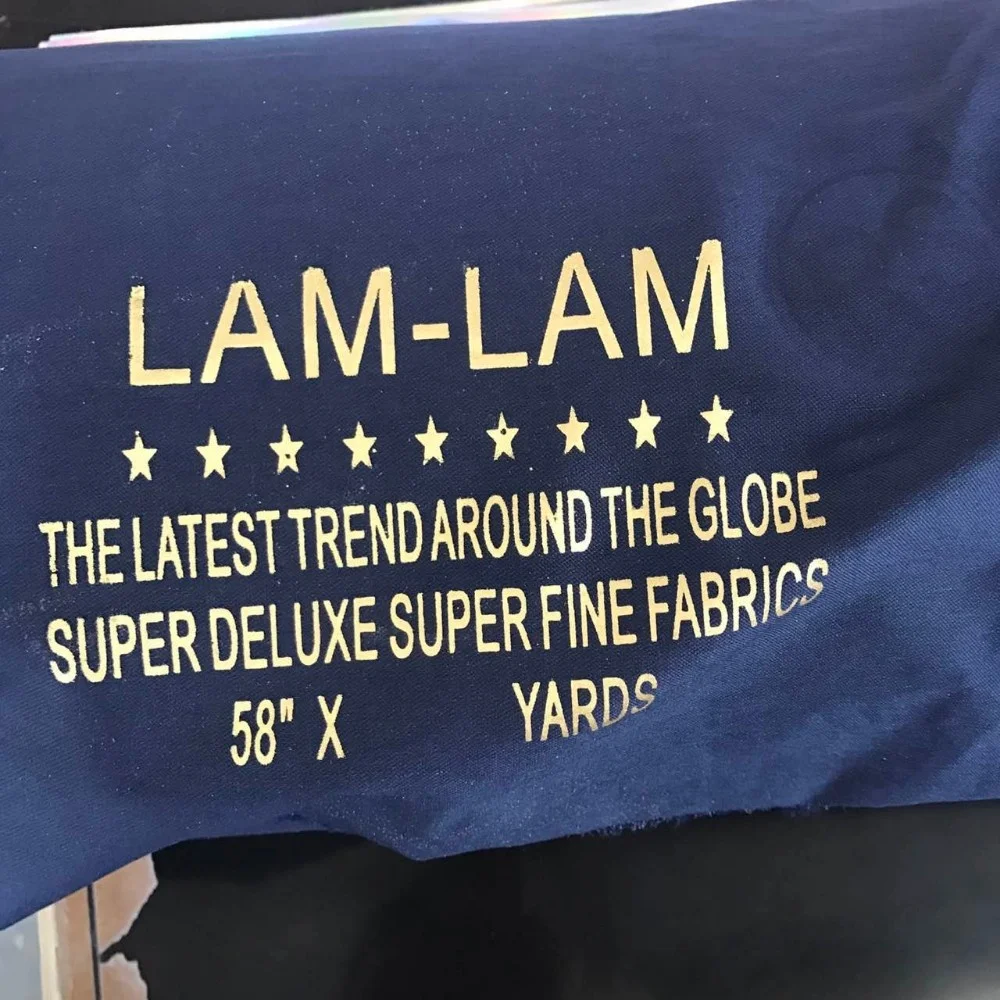 LAM-LAM
★ ★ ★ ★ ★ ★ ★ ★ ★
THE LATEST TREND AROUND THE GLOBE
SUPER DELUXE SUPER FINE FABRICS
58" X YARDS